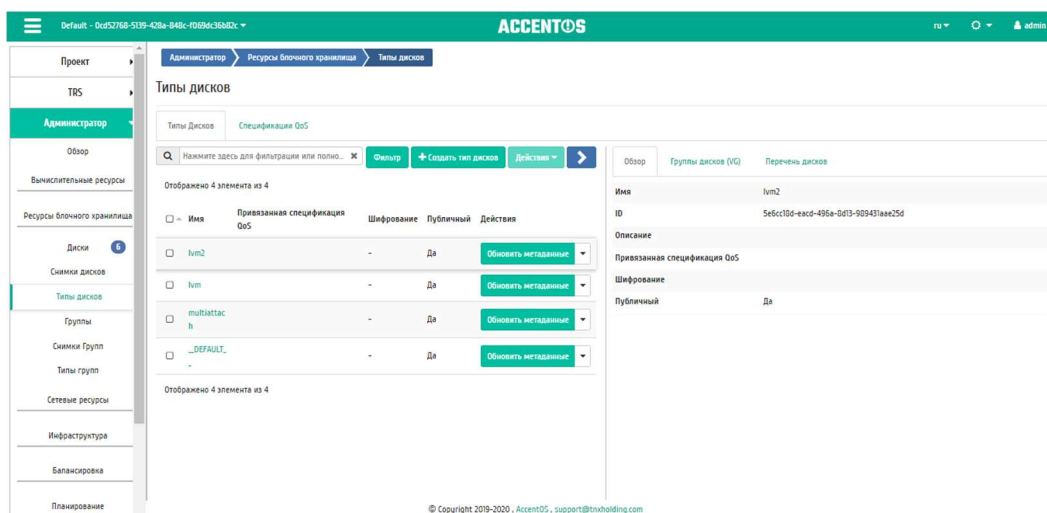 Default - 0cd52768-5139-428a-848c-f069dc36b82c
ACCENTOS
ru
admin
Проект
TRS
Администратор
Обзор
Вычислительные ресурсы
Ресурсы блочного хранилища
Диски 6
Снимки дисков
Типы дисков
Группы
Снимки Групп
Типы групп
Сетевые ресурсы
Инфраструктура
Балансировка
Планирование
Администратор Ресурсы блочного хранилища Типы дисков
Типы дисков
Типы Дисков Спецификации QoS
Нажмите здесь для фильтрации или полно... Фильтр + Создать тип дисков Действия
Отображено 4 элемента из 4
Имя Привязанная спецификация QoS Шифрование Публичный Действия
lvm2 - Да Обновить метаданные
lvm - Да Обновить метаданные
multiattac
h - Да Обновить метаданные
__DEFAULT_
_ - Да Обновить метаданные
Отображено 4 элемента из 4
Обзор Группы дисков (VG) Перечень дисков
Имя lvm2
ID 5e6cc18d-eacd-496a-8d13-989431aae25d
Описание
Привязанная спецификация QoS
Шифрование
Публичный Да
© Copyright 2019-2020 , AccentOS , support@tnxholding.com